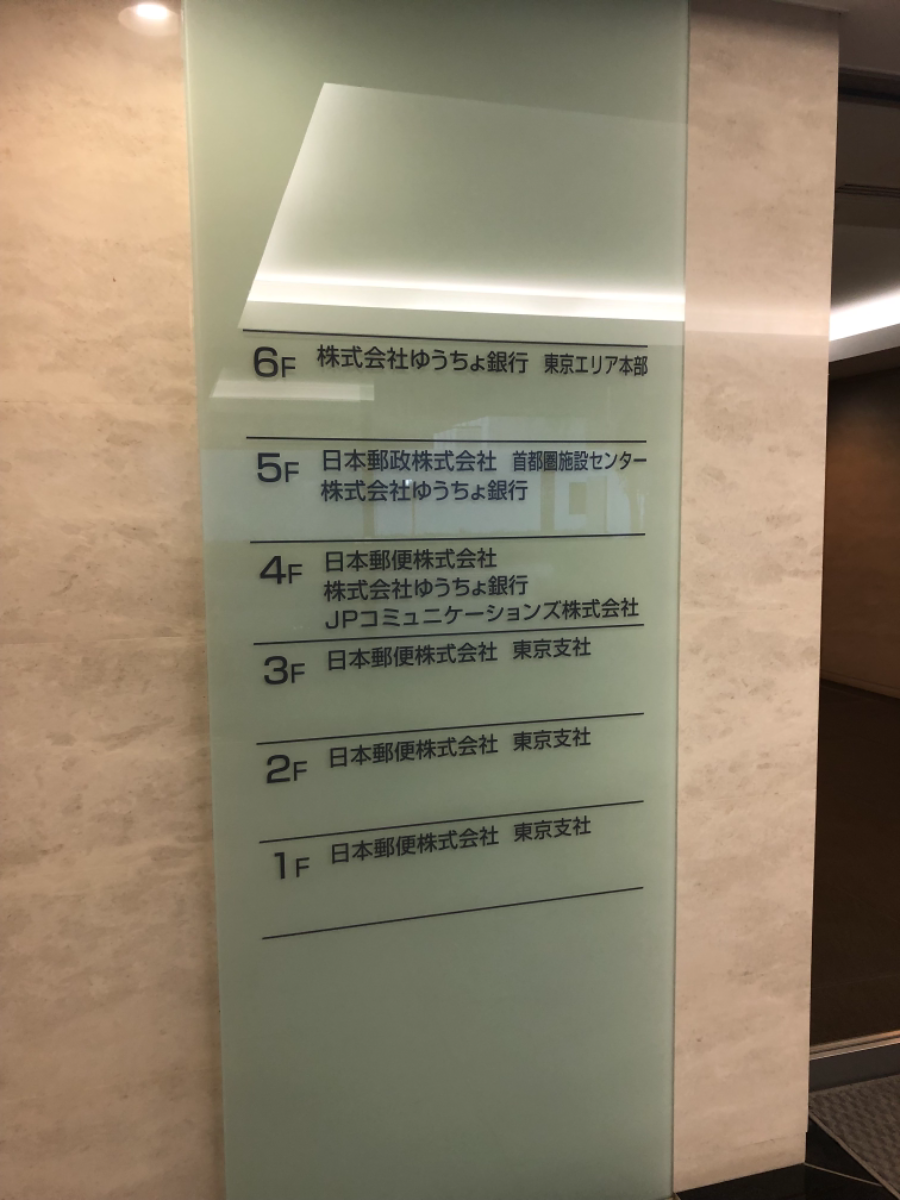 6F 株式会社ゆうちょ銀行 東京エリア本部
5F 日本郵政株式会社 首都圏施設センター
株式会社ゆうちょ銀行
4F 日本郵便株式会社
株式会社ゆうちょ銀行
JPコミュニケーションズ株式会社
3F 日本郵便株式会社 東京支社
2F 日本郵便株式会社 東京支社
1F 日本郵便株式会社 東京支社